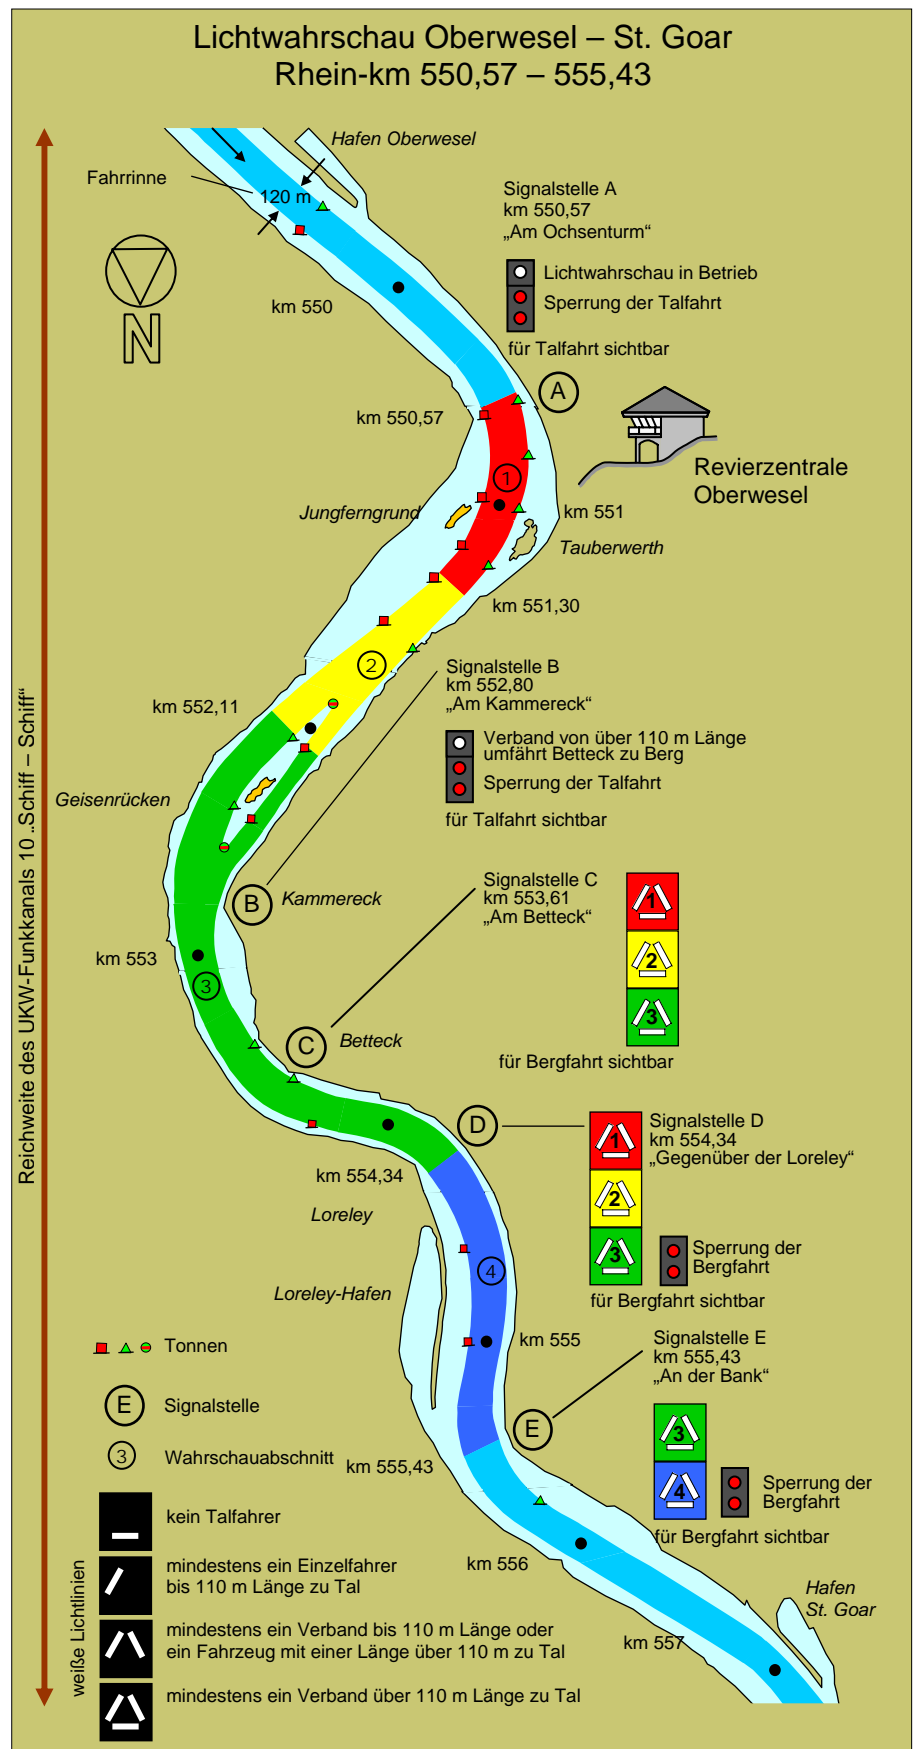 Lichtwahrschau Oberwesel – St. Goar
Rhein-km 550,57 – 555,43
Hafen Oberwesel
Fahrrinne
120 m
Signalstelle A
km 550,57
„Am Ochsenturm“
Lichtwahrschau in Betrieb
Sperrung der Talfahrt
für Talfahrt sichtbar
N
km 550
A
km 550,57
Revierzentrale
Oberwesel
1
Jungferngrund
km 551
Tauberwerth
km 551,30
2
Signalstelle B
km 552,80
„Am Kammereck“
km 552,11
Verband von über 110 m Länge
umfährt Betteck zu Berg
Sperrung der Talfahrt
für Talfahrt sichtbar
Geisenrücken
Reichweite des UKW-Funkkanals 10 „Schiff – Schiff“
B
Kammereck
Signalstelle C
km 553,61
„Am Betteck“
1
2
3
für Bergfahrt sichtbar
km 553
3
C
Betteck
D
Signalstelle D
km 554,34
„Gegenüber der Loreley“
1
2
3
Sperrung der
Bergfahrt
für Bergfahrt sichtbar
km 554,34
Loreley
4
Loreley-Hafen
km 555
Signalstelle E
km 555,43
„An der Bank“
3
4
Sperrung der
Bergfahrt
für Bergfahrt sichtbar
E
km 555,43
km 556
Hafen
St. Goar
km 557
Tonnen
E
Signalstelle
3
Wahrschauabschnitt
weiße Lichtlinien
kein Talfahrer
mindestens ein Einzelfahrer
bis 110 m Länge zu Tal
mindestens ein Verband bis 110 m Länge oder
ein Fahrzeug mit einer Länge über 110 m zu Tal
mindestens ein Verband über 110 m Länge zu Tal